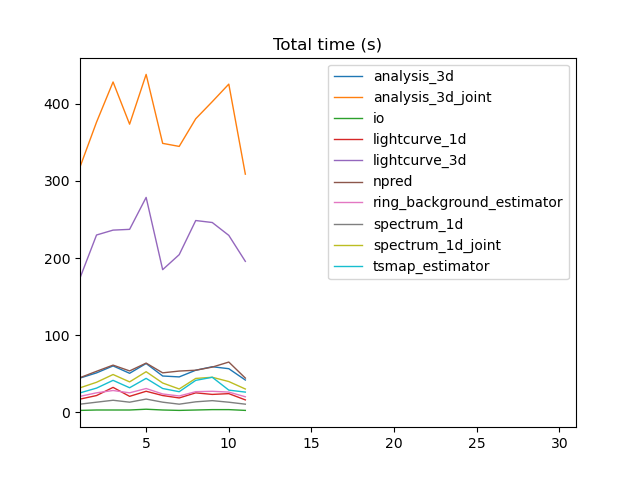 Total time (s)
analysis_3d
analysis_3d_joint
io
lightcurve_1d
lightcurve_3d
npred
ring_background_estimator
spectrum_1d
spectrum_1d_joint
tsmap_estimator
400
300
200
100
0
5 10 15 20 25 30